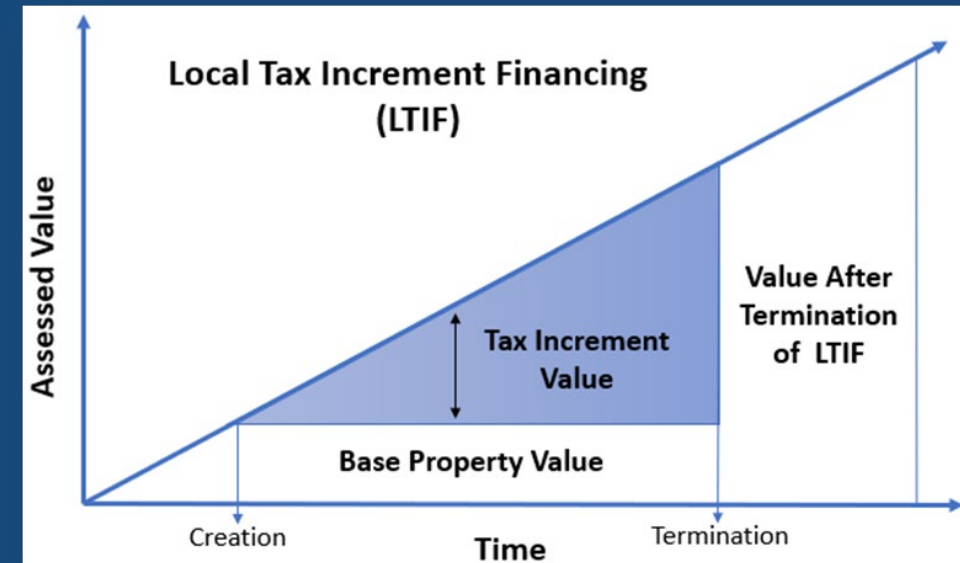 Local Tax Increment Financing
(LTIF)
Assessed Value
Tax Increment
Value
Value After
Termination
of LTIF
Base Property Value
Creation
Time
Termination